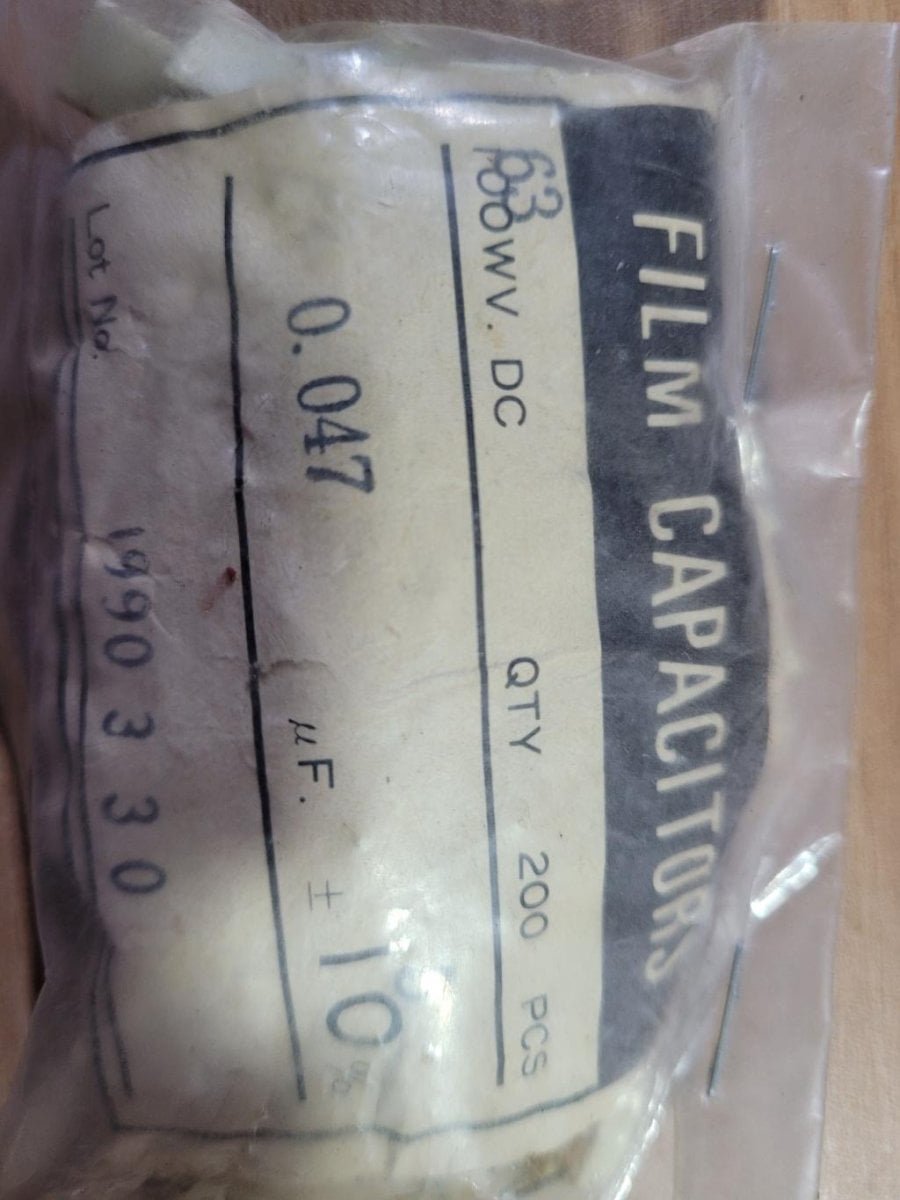 FILM CAPACITORS
63
100WV. DC QTY 200 PCS
0.047 μF. ± 10%
Lot No. 1990 3 30